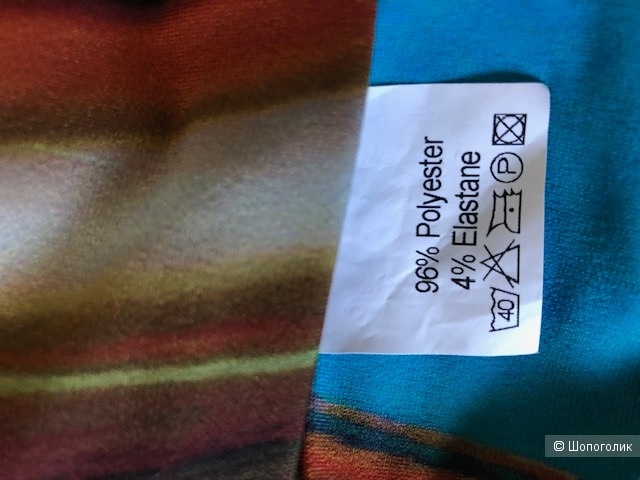 96% Polyester
4% Elastane
40
P
© Шопоголик